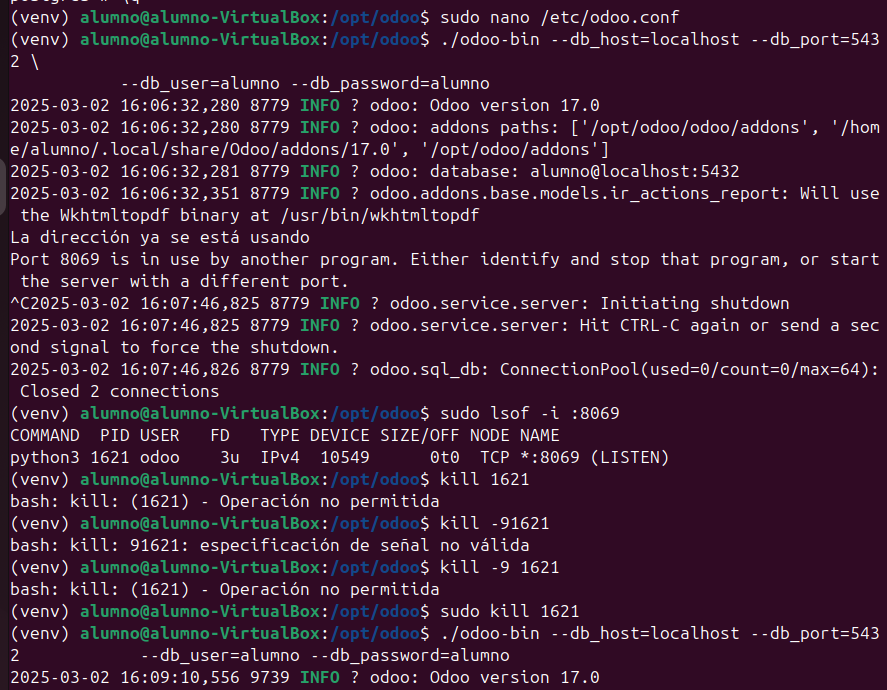 (venv) alumno@alumno-VirtualBox:/opt/odoo$ sudo nano /etc/odoo.conf
(venv) alumno@alumno-VirtualBox:/opt/odoo$ ./odoo-bin --db_host=localhost --db_port=543
2 \
           --db_user=alumno --db_password=alumno
2025-03-02 16:06:32,280 8779 INFO ? odoo: Odoo version 17.0
2025-03-02 16:06:32,280 8779 INFO ? odoo: addons paths: ['/opt/odoo/odoo/addons', '/hom
e/alumno/.local/share/Odoo/addons/17.0', '/opt/odoo/addons']
2025-03-02 16:06:32,281 8779 INFO ? odoo: database: alumno@localhost:5432
2025-03-02 16:06:32,351 8779 INFO ? odoo.addons.base.models.ir_actions_report: Will use
 the Wkhtmltopdf binary at /usr/bin/wkhtmltopdf
La dirección ya se está usando
Port 8069 is in use by another program. Either identify and stop that program, or start
 the server with a different port.
^C2025-03-02 16:07:46,825 8779 INFO ? odoo.service.server: Initiating shutdown
2025-03-02 16:07:46,825 8779 INFO ? odoo.service.server: Hit CTRL-C again or send a sec
ond signal to force the shutdown.
2025-03-02 16:07:46,826 8779 INFO ? odoo.sql_db: ConnectionPool(used=0/count=0/max=64):
 Closed 2 connections
(venv) alumno@alumno-VirtualBox:/opt/odoo$ sudo lsof -i :8069
COMMAND  PID USER   FD   TYPE DEVICE SIZE/OFF NODE NAME
python3 1621 odoo    3u  IPv4  10549      0t0  TCP *:8069 (LISTEN)
(venv) alumno@alumno-VirtualBox:/opt/odoo$ kill 1621
bash: kill: (1621) - Operación no permitida
(venv) alumno@alumno-VirtualBox:/opt/odoo$ kill -91621
bash: kill: 91621: especificación de señal no válida
(venv) alumno@alumno-VirtualBox:/opt/odoo$ kill -9 1621
bash: kill: (1621) - Operación no permitida
(venv) alumno@alumno-VirtualBox:/opt/odoo$ sudo kill 1621
(venv) alumno@alumno-VirtualBox:/opt/odoo$ ./odoo-bin --db_host=localhost --db_port=543
2            --db_user=alumno --db_password=alumno
2025-03-02 16:09:10,556 9739 INFO ? odoo: Odoo version 17.0